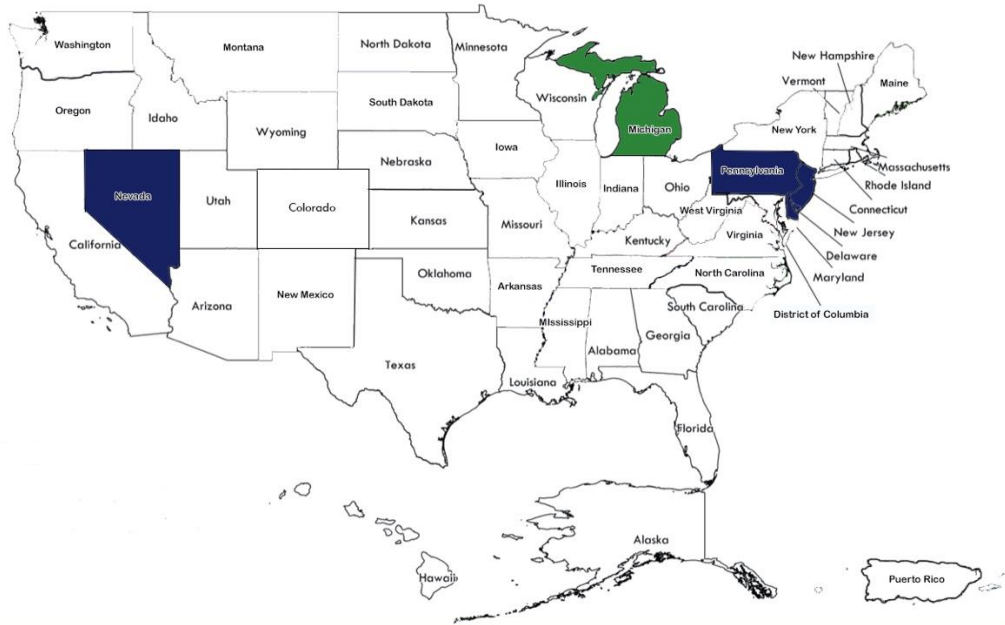 Washington
Montana
North Dakota
Minnesota
New Hampshire
Vermont
Maine
Oregon
Idaho
South Dakota
Wisconsin
Michigan
New York
Wyoming
Nebraska
Iowa
Massachusetts
Rhode Island
Connecticut
New Jersey
Delaware
Maryland
District of Columbia
Nevada
Utah
Colorado
Kansas
Illinois
Indiana
Ohio
Pennsylvania
West Virginia
Virginia
California
Missouri
Kentucky
Arizona
New Mexico
Oklahoma
Arkansas
Tennessee
North Carolina
South Carolina
MIssissippi
Alabama
Georgia
Texas
Louisiana
Florida
Alaska
Hawaii
Puerto Rico